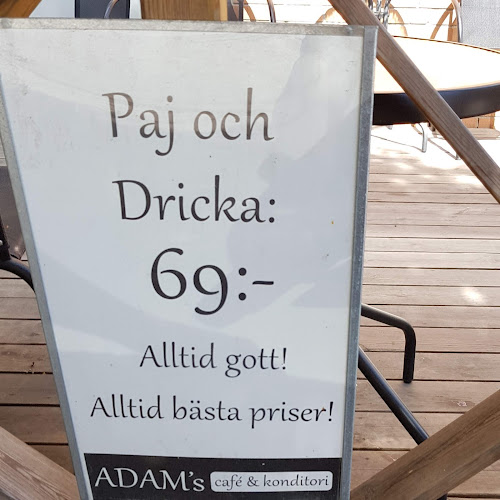 Paj och
Dricka:
69:-
Alltid gott!
Alltid bästa priser!
ADAM's café & konditori